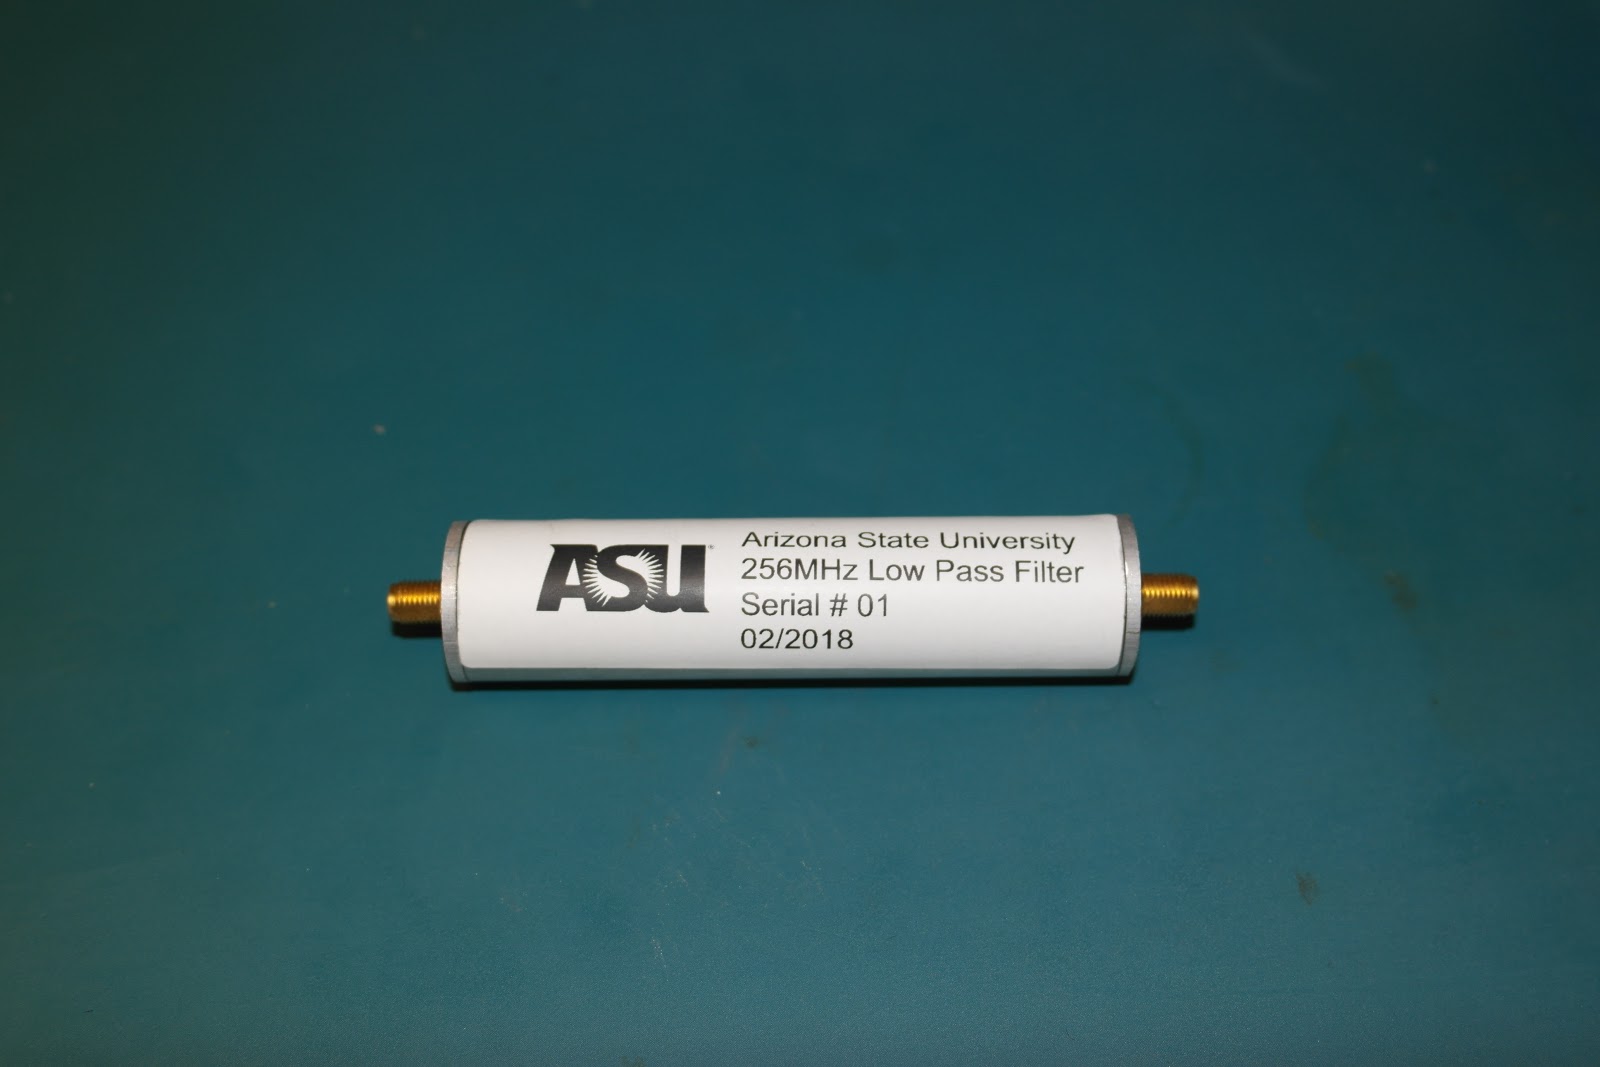 ASU
Arizona State University
256MHz Low Pass Filter
Serial # 01
02/2018